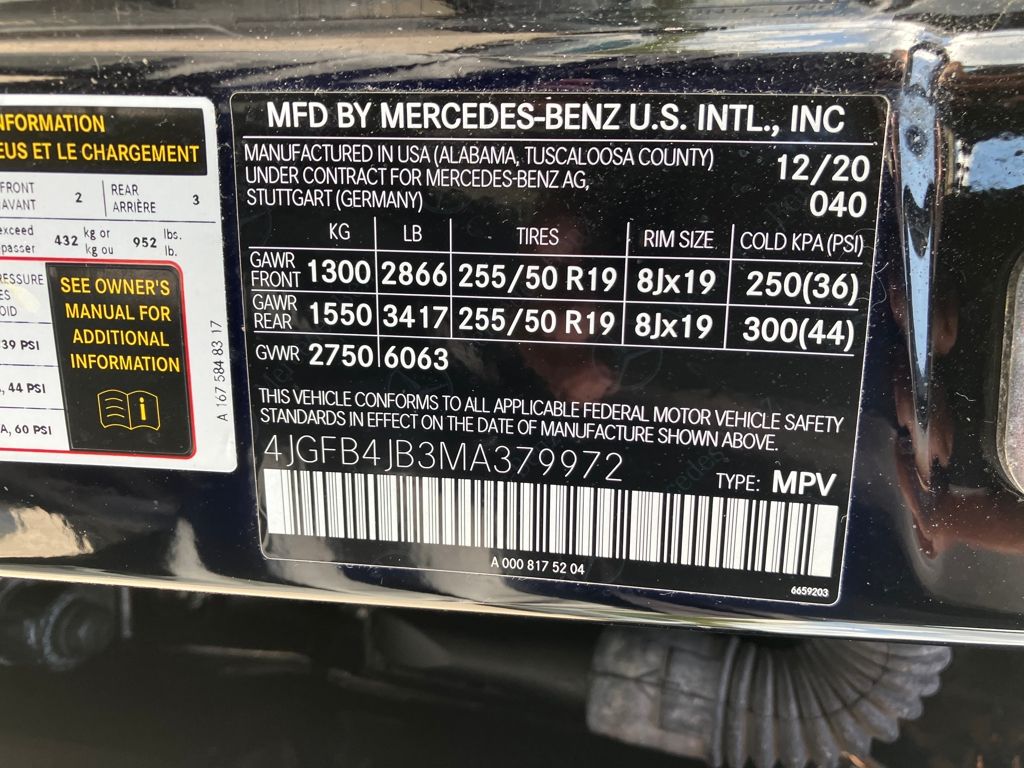 NFORMATION
EUS ET LE CHARGEMENT
FRONT
AVANT
2
REAR
ARRIÈRE
3
exceed
passer
432
kg or
kg ou
952
lbs.
lb.
SEE OWNER'S
MANUAL FOR
ADDITIONAL
INFORMATION
39 PSI
, 44 PSI
A, 60 PSI
A 167 584 83 17
MFD BY MERCEDES-BENZ U.S. INTL., INC
MANUFACTURED IN USA (ALABAMA, TUSCALOOSA COUNTY) 12/20
UNDER CONTRACT FOR MERCEDES-BENZ AG,
STUTTGART (GERMANY) 040
KG LB TIRES RIM SIZE COLD KPA (PSI)
GAWR
FRONT 1300 2866 255/50 R19 8Jx19 250(36)
GAWR
REAR 1550 3417 255/50 R19 8Jx19 300(44)
GVWR 2750 6063
THIS VEHICLE CONFORMS TO ALL APPLICABLE FEDERAL MOTOR VEHICLE SAFETY
STANDARDS IN EFFECT ON THE DATE OF MANUFACTURE SHOWN ABOVE.
4JGFB4JB3MA379972
TYPE: MPV
A 000 817 52 04
6659203